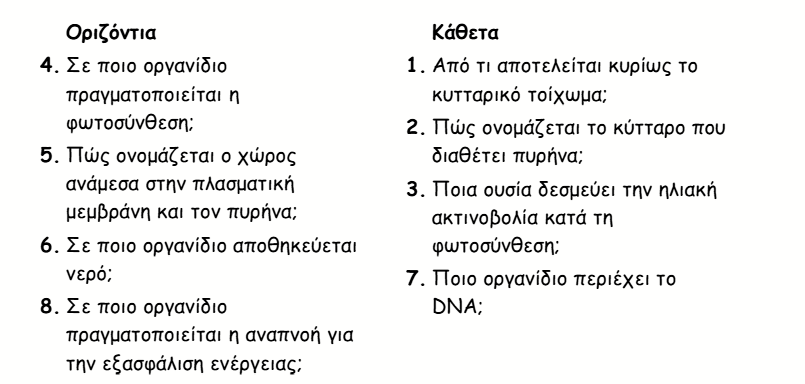 Οριζόντια
4. Σε ποιο οργανίδιο
πραγματοποιείται η
φωτοσύνθεση;
5. Πώς ονομάζεται ο χώρος
ανάμεσα στην πλασματική
μεμβράνη και τον πυρήνα;
6. Σε ποιο οργανίδιο αποθηκεύεται
νερό;
8. Σε ποιο οργανίδιο
πραγματοποιείται η αναπνοή για
την εξασφάλιση ενέργειας;
Κάθετα
1. Από τι αποτελείται κυρίως το
κυτταρικό τοίχωμα;
2. Πώς ονομάζεται το κύτταρο που
διαθέτει πυρήνα;
3. Ποια ουσία δεσμεύει την ηλιακή
ακτινοβολία κατά τη
φωτοσύνθεση;
7. Ποιο οργανίδιο περιέχει το
DNA;